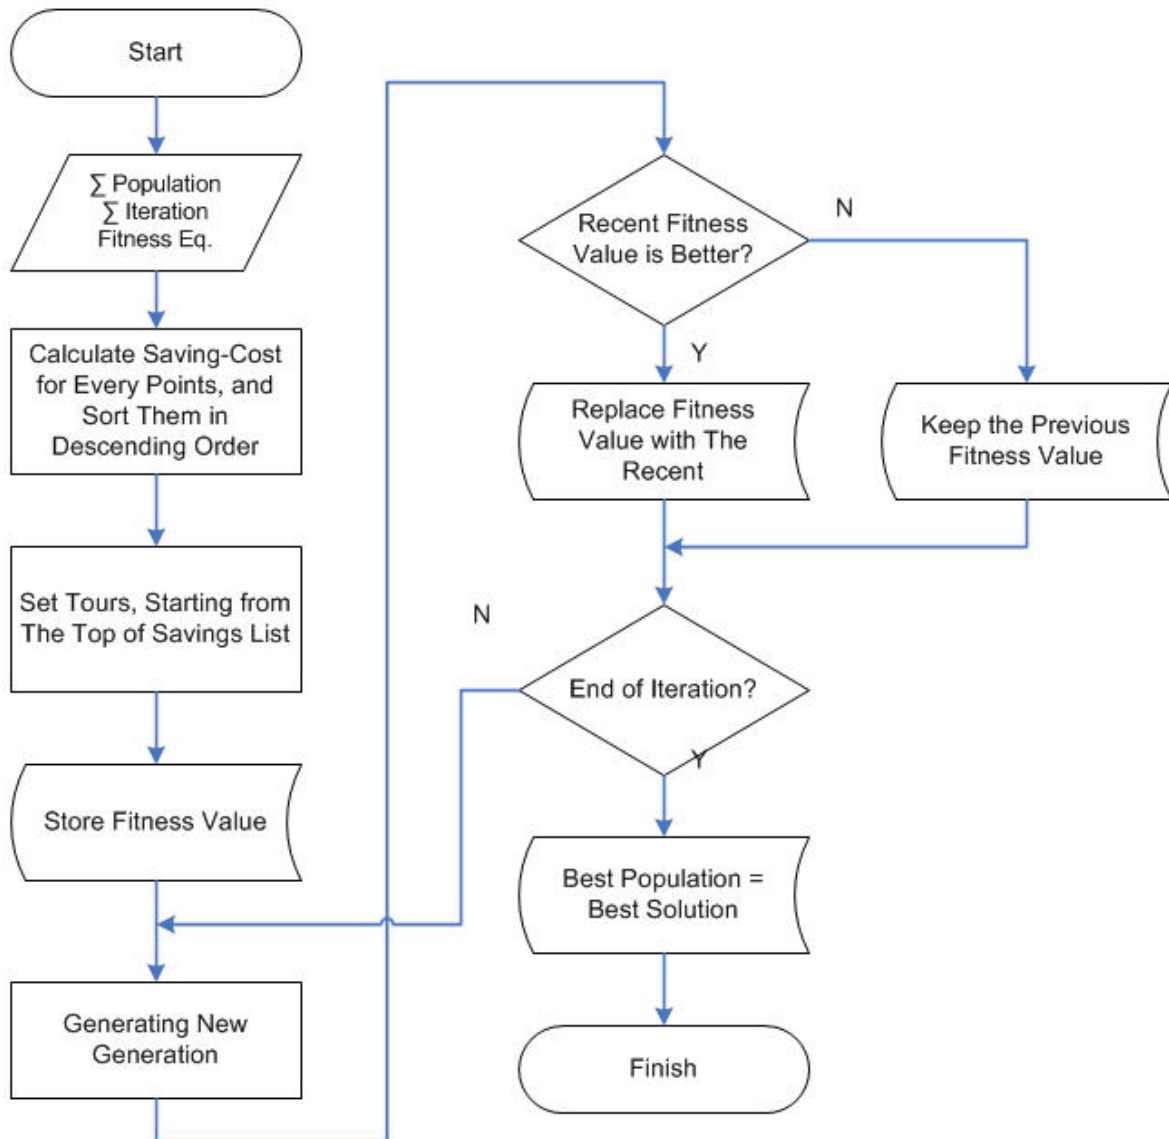 Start
∑ Population
∑ Iteration
Fitness Eq.
Calculate Saving-Cost
for Every Points, and
Sort Them in
Descending Order
Set Tours, Starting from
The Top of Savings List
Store Fitness Value
Generating New
Generation
Recent Fitness
Value is Better?
N
Y
Replace Fitness
Value with The
Recent
Keep the Previous
Fitness Value
N
End of Iteration?
Y
Best Population =
Best Solution
Finish